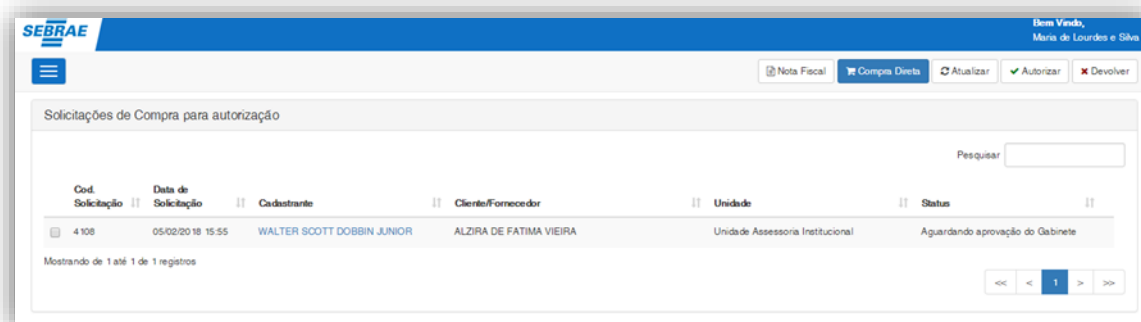 SEBRAE
Bem Vindo,
Maria de Lourdes e Silva
Nota Fiscal
Compra Direta
Atualizar
Autorizar
Devolver
Solicitações de Compra para autorização
Pesquisar
Cod. Solicitação
Data de Solicitação
Cadastrante
Cliente/Fornecedor
Unidade
Status
4108 05/02/2018 15:55 WALTER SCOTT DOBBIN JUNIOR ALZIRA DE FATIMA VIEIRA Unidade Assessoria Institucional Aguardando aprovação do Gabinete
Mostrando de 1 até 1 de 1 registros
<< < 1 > >>